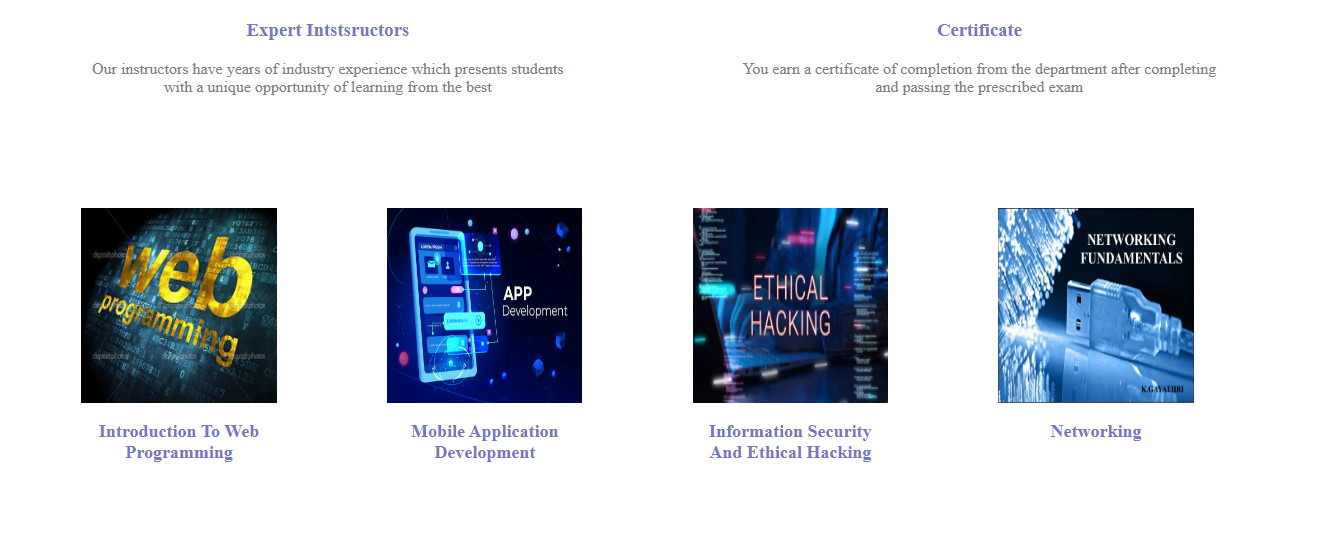 Expert Intstsructors
Our instructors have years of industry experience which presents students
with a unique opportunity of learning from the best
Certificate
You earn a certificate of completion from the department after completing
and passing the prescribed exam
web
programming
depositphotos
Introduction To Web
Programming
APP
Development
Mobile Application
Development
ETHICAL
HACKING
Information Security
And Ethical Hacking
NETWORKING
FUNDAMENTALS
K.GAYATHRI
Networking